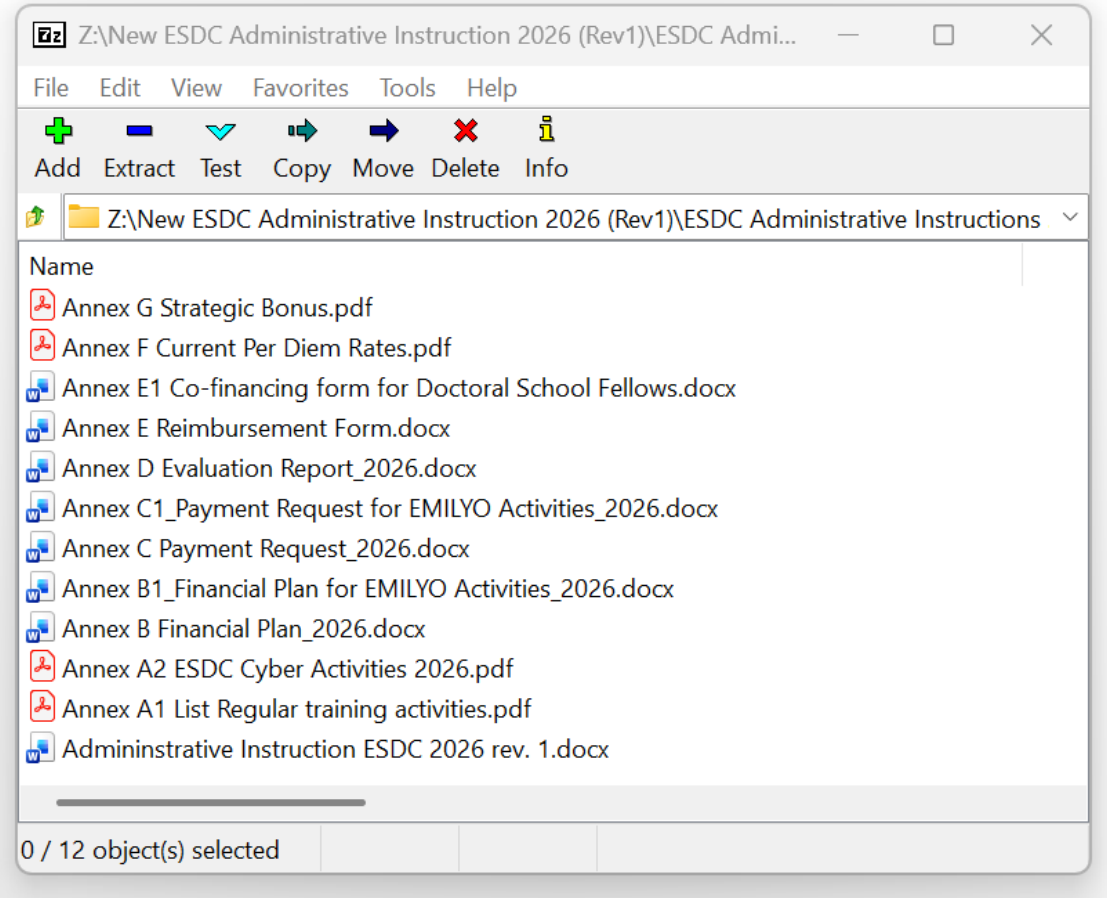 7z Z:\New ESDC Administrative Instruction 2026 (Rev1)\ESDC Admi...
File Edit View Favorites Tools Help
Add Extract Test Copy Move Delete Info
Z:\New ESDC Administrative Instruction 2026 (Rev1)\ESDC Administrative Instructions
Name
Annex G Strategic Bonus.pdf
Annex F Current Per Diem Rates.pdf
Annex E1 Co-financing form for Doctoral School Fellows.docx
Annex E Reimbursement Form.docx
Annex D Evaluation Report_2026.docx
Annex C1_Payment Request for EMILYO Activities_2026.docx
Annex C Payment Request_2026.docx
Annex B1_Financial Plan for EMILYO Activities_2026.docx
Annex B Financial Plan_2026.docx
Annex A2 ESDC Cyber Activities 2026.pdf
Annex A1 List Regular training activities.pdf
Admininstrative Instruction ESDC 2026 rev. 1.docx
0 / 12 object(s) selected